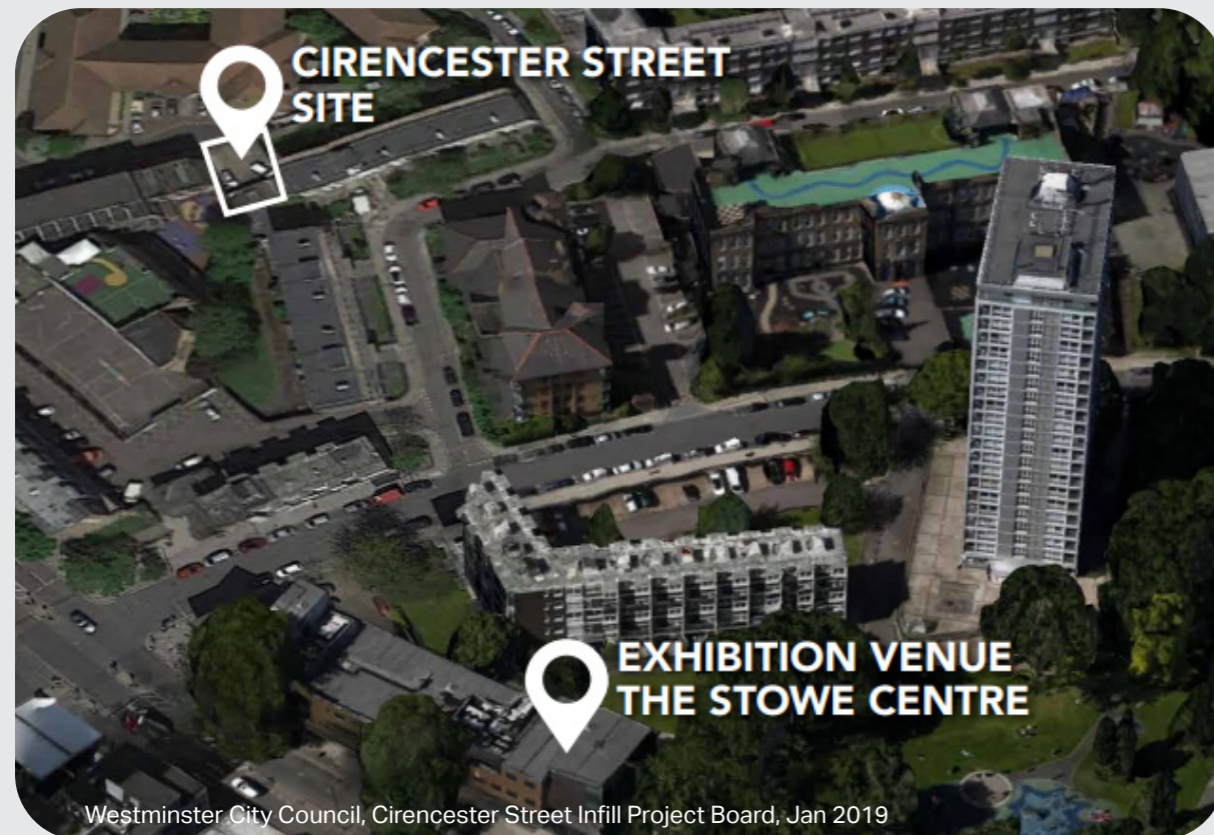 CIRENCESTER STREET
SITE
EXHIBITION VENUE
THE STOWE CENTRE
Westminster City Council, Cirencester Street Infill Project Board, Jan 2019